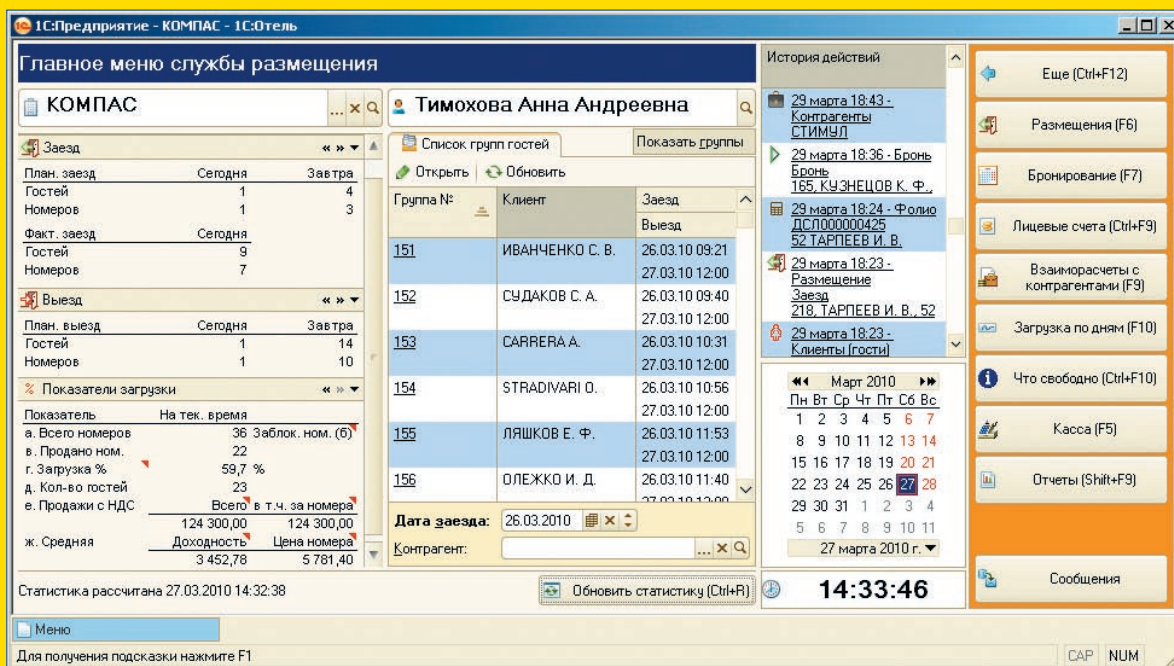 1С:Предприятие - КОМПАС - 1С:Отель
Главное меню службы размещения
КОМПАС
Тимохова Анна Андреевна
Заезд
План. заезд Сегодня Завтра
Гостей 1 4
Номеров 1 3
Факт. заезд Сегодня
Гостей 9
Номеров 7
Выезд
План. выезд Сегодня Завтра
Гостей 1 14
Номеров 1 10
% Показатели загрузки
Показатель На тек. время
а. Всего номеров 36 Заблок. ном. (б)
в. Продано ном. 22
г. Загрузка % 59,7 %
д. Кол-во гостей 23
е. Продажи с НДС Всего в т.ч. за номера
124 300,00 124 300,00
ж. Средняя Доходность Цена номера
3 452,78 5 781,40
Список групп гостей
Показать группы
Открыть Обновить
Группа № Клиент Заезд
Выезд
151 ИВАНЧЕНКО С. В. 26.03.10 09:21
27.03.10 12:00
152 СУДАКОВ С. А. 26.03.10 09:40
27.03.10 12:00
153 CARRERA A. 26.03.10 10:31
27.03.10 12:00
154 STRADIVARI O. 26.03.10 10:56
27.03.10 12:00
155 ЛЯШКОВ Е. Ф. 26.03.10 11:53
27.03.10 12:00
156 ОЛЕЖКО И. Д. 26.03.10 11:40
27.03.10 12:00
Дата заезда: 26.03.2010
Контрагент:
История действий
29 марта 18:43 -
Контрагенты
СТИМУЛ
29 марта 18:36 - Бронь
Бронь
165, КУЗНЕЦОВ К. Ф.,
29 марта 18:24 - Фолио
ДСЛ000000425
52 ТАРПЕЕВ И. В.
29 марта 18:23 -
Размещение
Заезд
218, ТАРПЕЕВ И. В., 52
29 марта 18:23 -
Клиенты (гости)
Март 2010
Пн Вт Ср Чт Пт Сб Вс
1 2 3 4 5 6 7
8 9 10 11 12 13 14
15 16 17 18 19 20 21
22 23 24 25 26 27 28
29 30 31 1 2 3 4
5 6 7 8 9 10 11
27 марта 2010 г.
14:33:46
Еще (Ctrl+F12)
Размещения (F6)
Бронирование (F7)
Лицевые счета (Ctrl+F9)
Взаиморасчеты с
контрагентами (F9)
Загрузка по дням (F10)
Что свободно (Ctrl+F10)
Касса (F5)
Отчеты (Shift+F9)
Сообщения
Статистика рассчитана 27.03.2010 14:32:38
Обновить статистику (Ctrl+R)
Меню
Для получения подсказки нажмите F1
CAP NUM